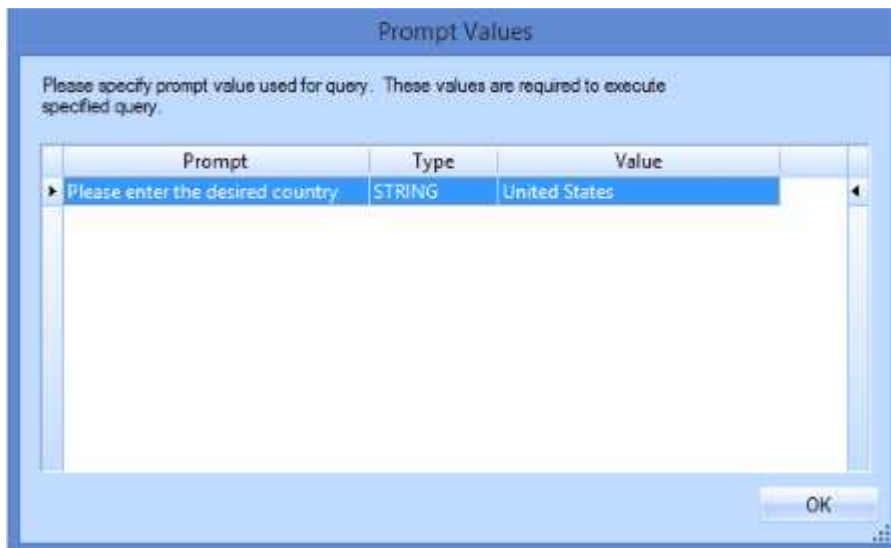 Prompt Values
Please specify prompt value used for query.  These values are required to execute
specified query.
Prompt Type Value
Please enter the desired country STRING United States
OK